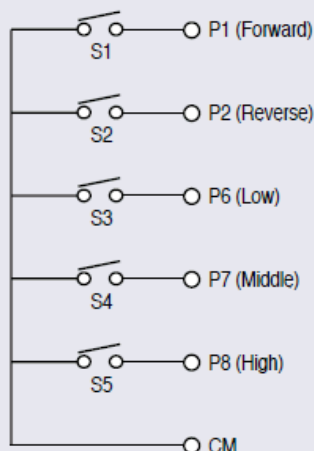 P1 (Forward)
S1
P2 (Reverse)
S2
P6 (Low)
S3
P7 (Middle)
S4
P8 (High)
S5
CM